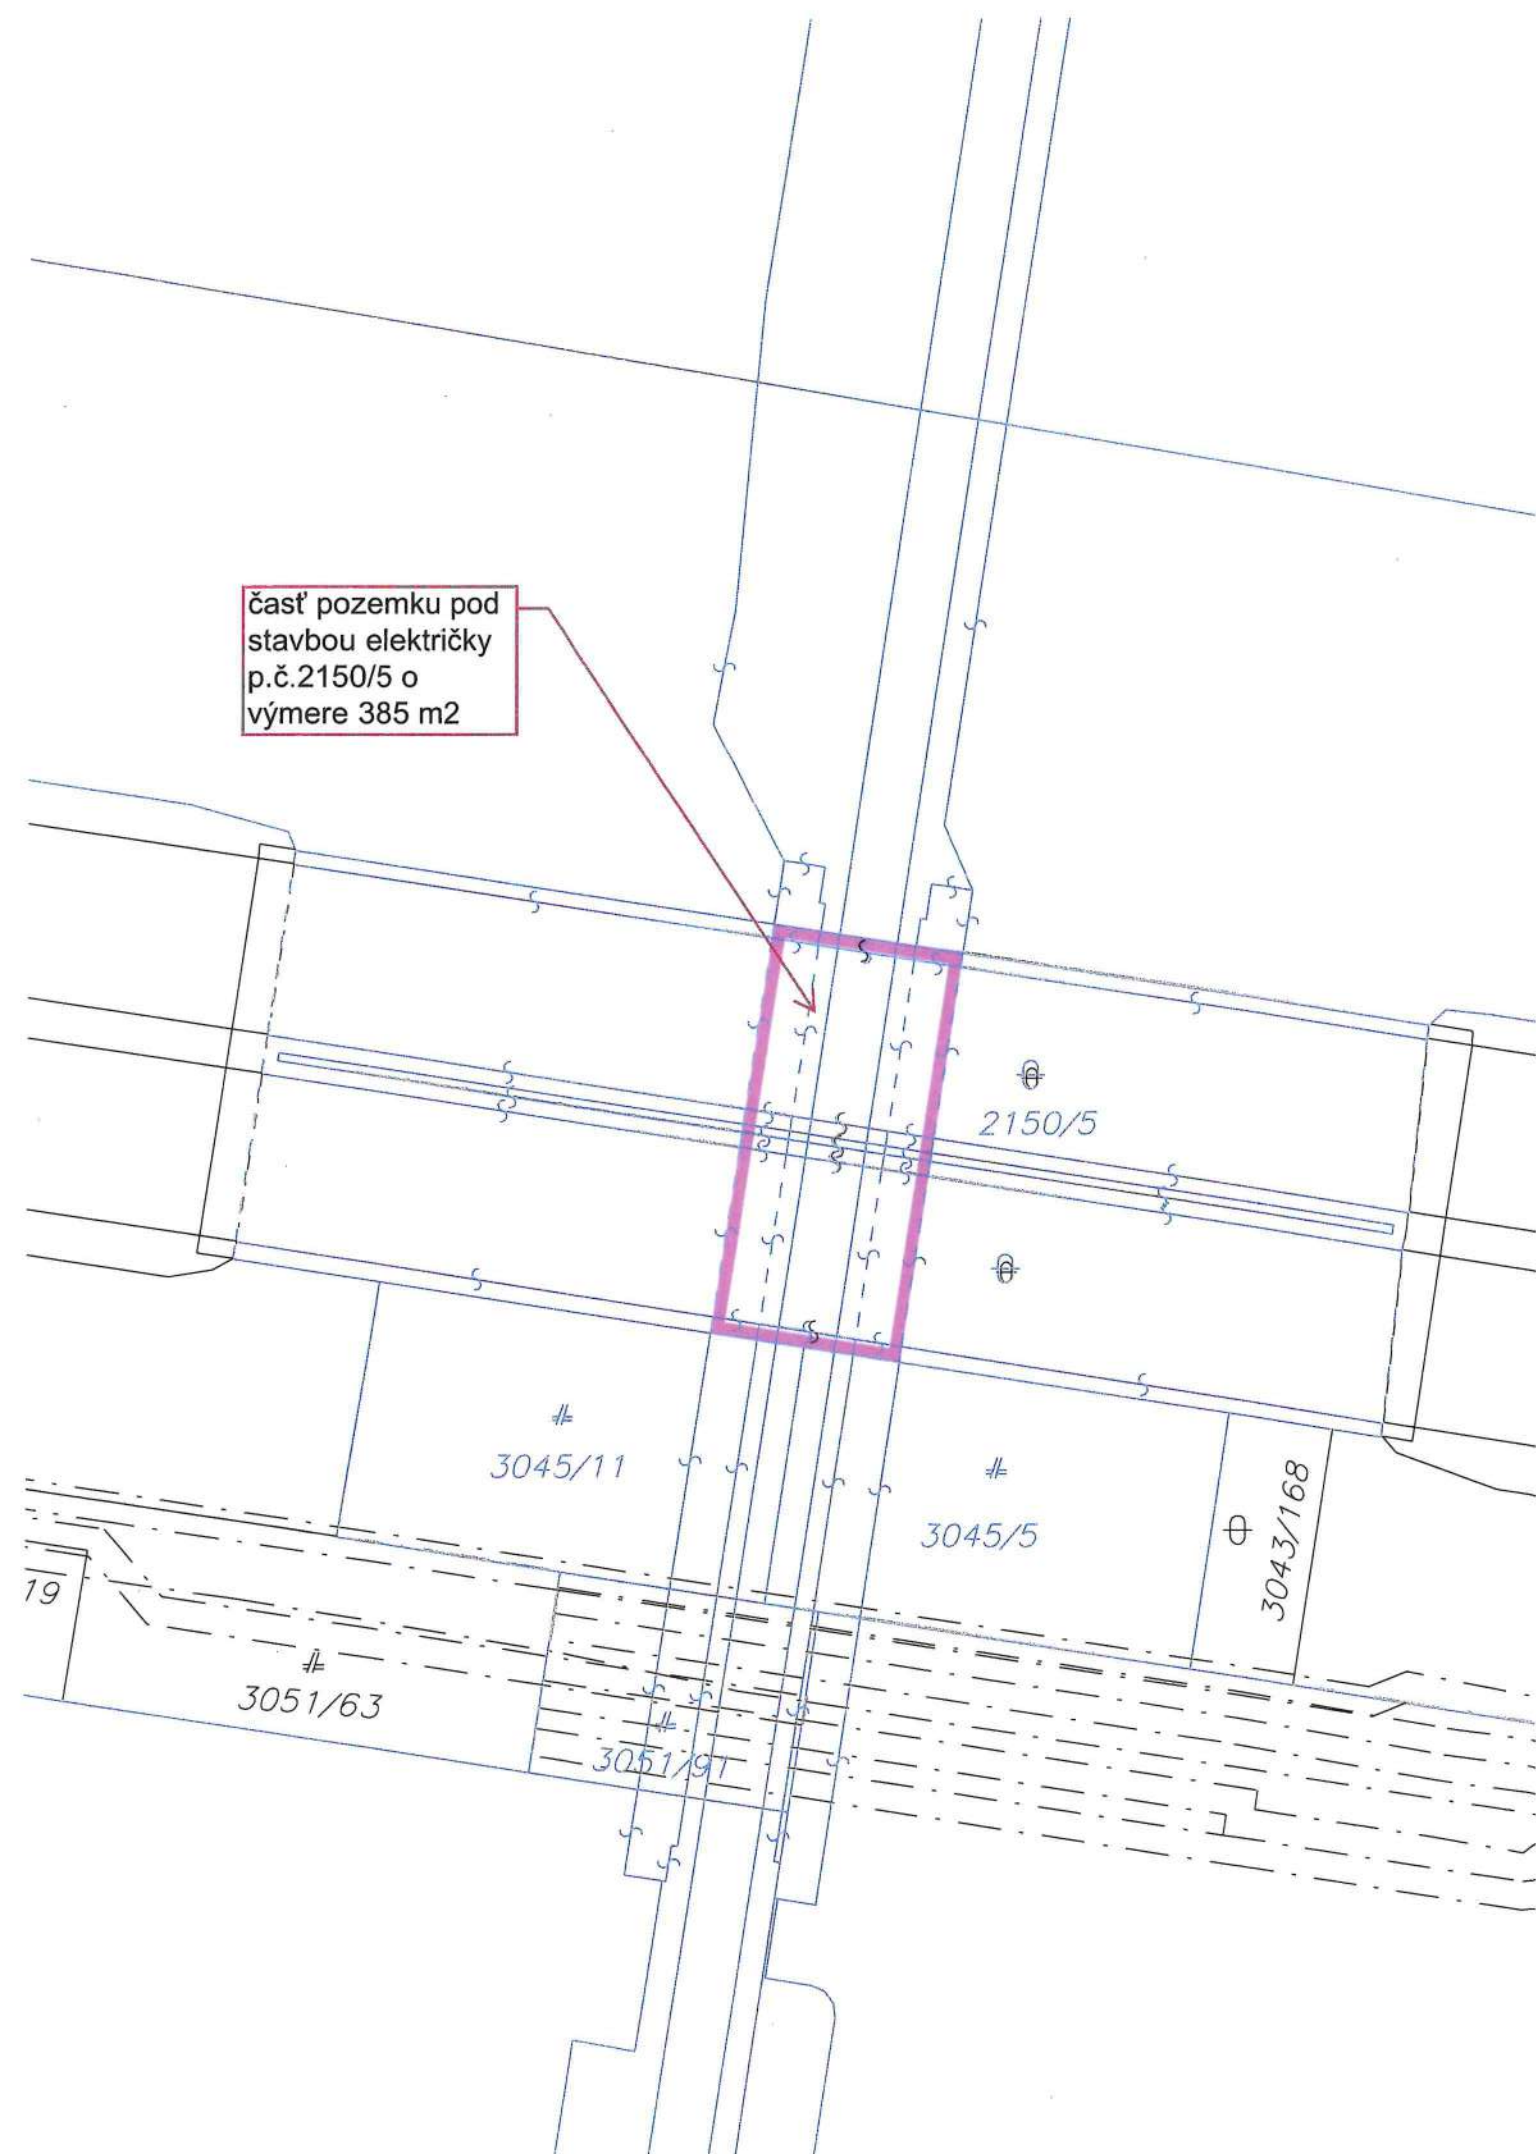 časť pozemku pod
stavbou električky
p.č.2150/5 o
výmere 385 m2
2150/5
3045/11
3045/5
3043/168
19
3051/63
3051/91